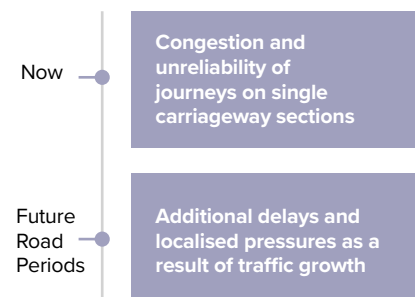 Now
Congestion and
unreliability of
journeys on single
carriageway sections
Future
Road
Periods
Additional delays and
localised pressures as a
result of traffic growth